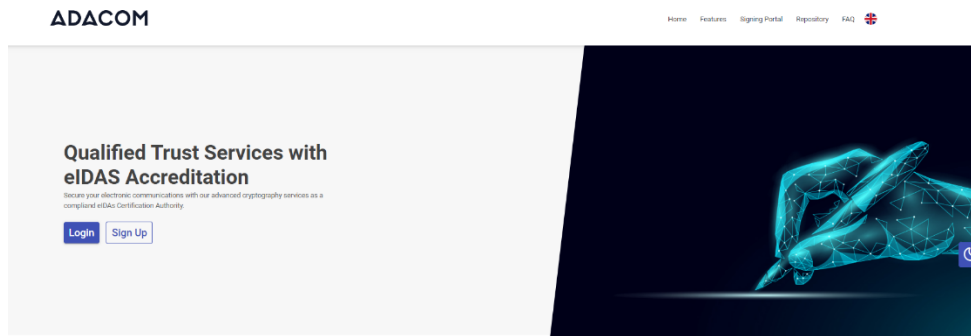 ADACOM
Home Features Signing Portal Repository FAQ
Qualified Trust Services with
eIDAS Accreditation
Secure your electronic communications with our advanced cryptography services as a
compliand eIDAs Certification Authority.
Login Sign Up